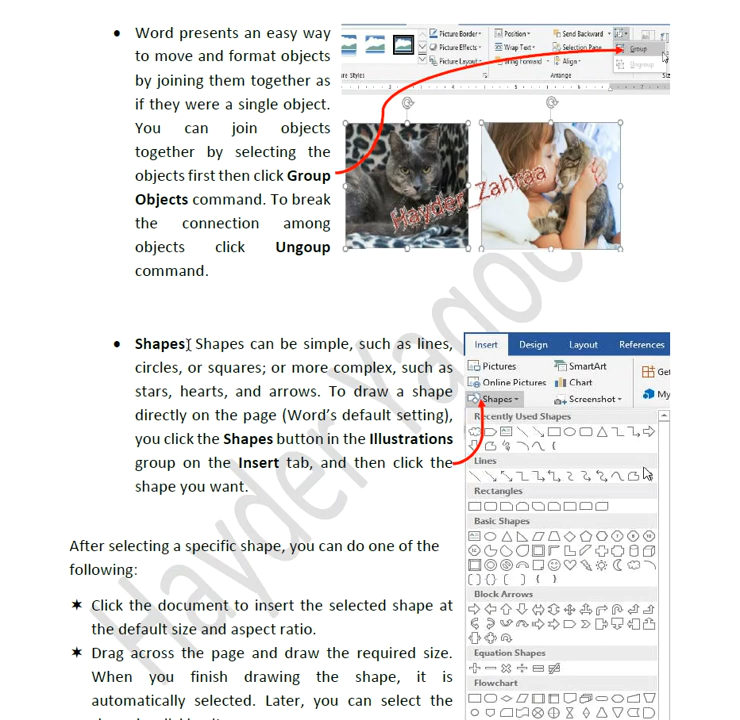 • Word presents an easy way
to move and format objects
by joining them together as
if they were a single object.
You can join objects
together by selecting the
objects first then click Group
Objects command. To break
the connection among
objects click Ungoup
command.
Picture Border
Picture Effects
Picture Layout
Position
Wrap Text
Bring Forward
Send Backward
Selection Pane
Align
Group
Ungroup
Arrange
Hayder_Zahraa
• Shapes: Shapes can be simple, such as lines,
circles, or squares; or more complex, such as
stars, hearts, and arrows. To draw a shape
directly on the page (Word's default setting),
you click the Shapes button in the Illustrations
group on the Insert tab, and then click the
shape you want.
Insert Design Layout References
Pictures SmartArt
Online Pictures Chart
Shapes Screenshot
Recently Used Shapes
Lines
Rectangles
Basic Shapes
Block Arrows
Equation Shapes
Flowchart
After selecting a specific shape, you can do one of the
following:
✶ Click the document to insert the selected shape at
the default size and aspect ratio.
✶ Drag across the page and draw the required size.
When you finish drawing the shape, it is
automatically selected. Later, you can select the